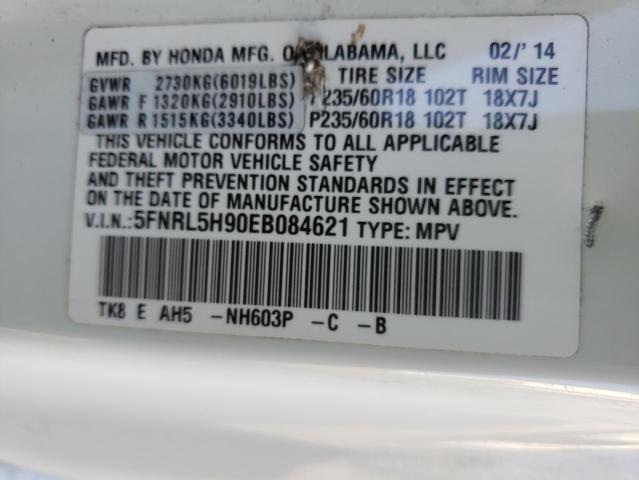 MFD. BY HONDA MFG. OF ALABAMA, LLC 02/'14
GVWR 2730KG(6019LBS) TIRE SIZE RIM SIZE
GAWR F 1320KG(2910LBS) P235/60R18 102T 18X7J
GAWR R 1515KG(3340LBS) P235/60R18 102T 18X7J
THIS VEHICLE CONFORMS TO ALL APPLICABLE
FEDERAL MOTOR VEHICLE SAFETY
AND THEFT PREVENTION STANDARDS IN EFFECT
ON THE DATE OF MANUFACTURE SHOWN ABOVE.
V.I.N.:5FNRL5H90EB084621 TYPE: MPV
TK8 E AH5 -NH603P -C -B